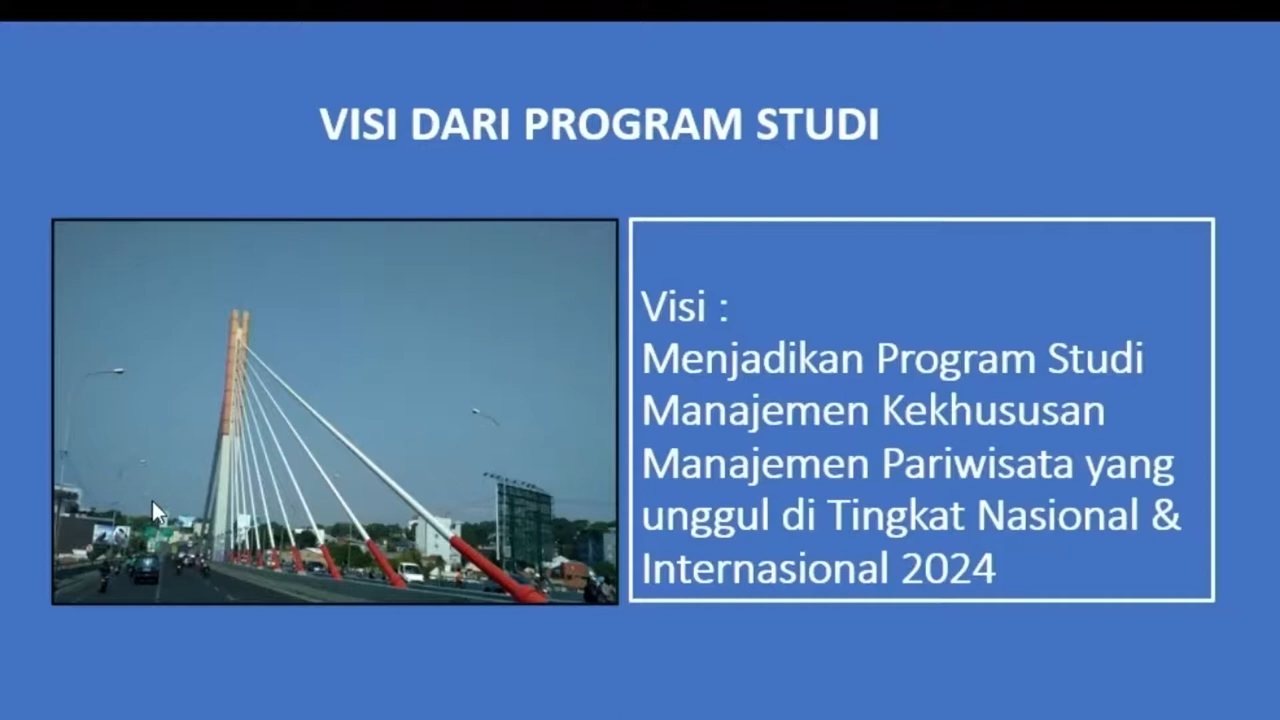 VISI DARI PROGRAM STUDI
Visi :
Menjadikan Program Studi
Manajemen Kekhususan
Manajemen Pariwisata yang
unggul di Tingkat Nasional &
Internasional 2024